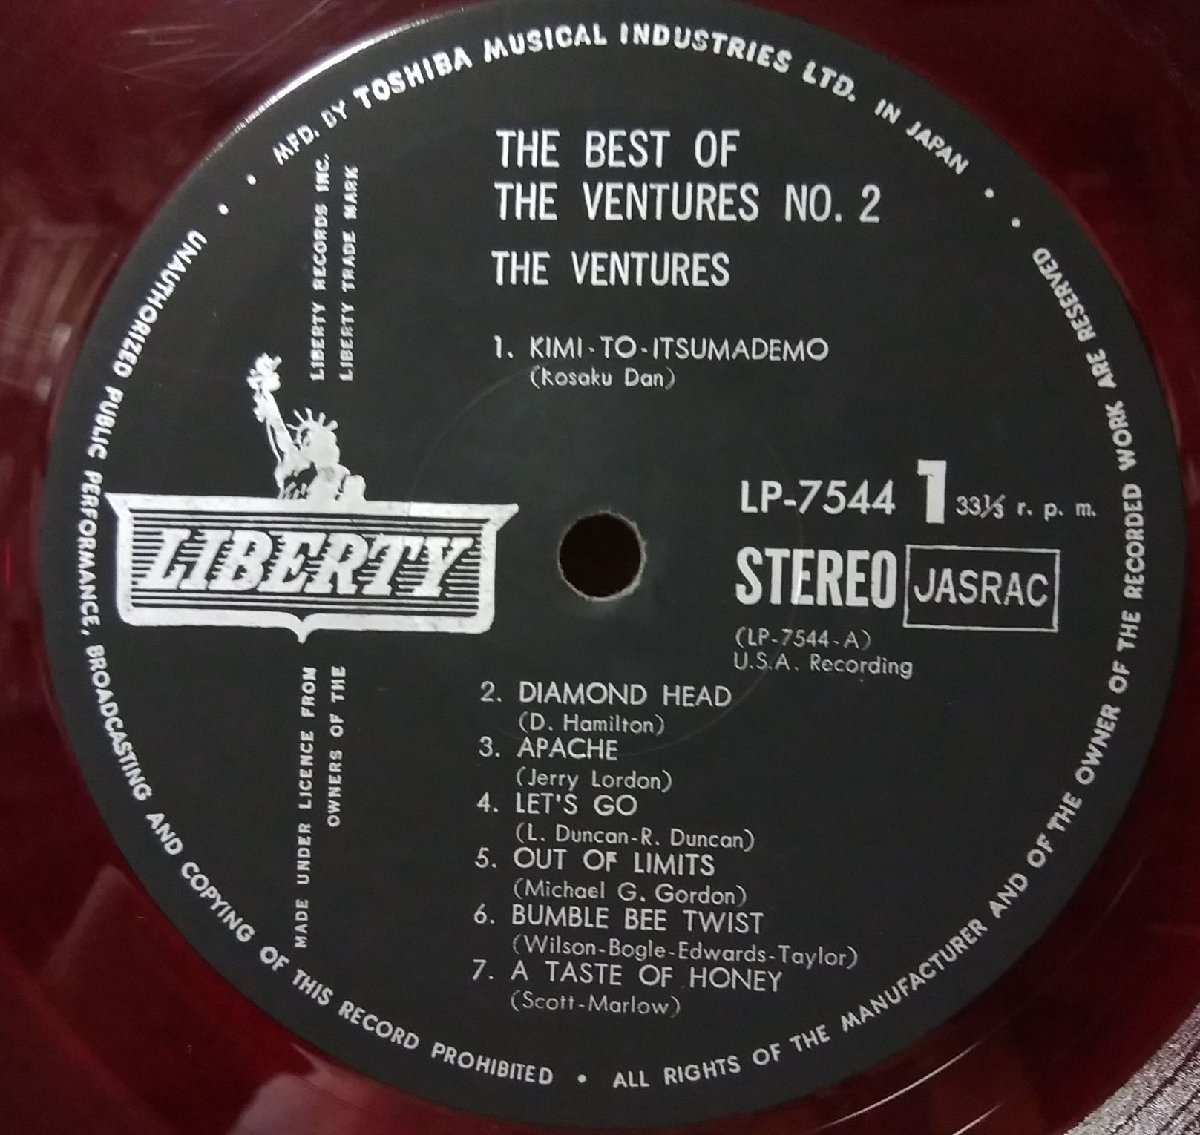 MFD. BY TOSHIBA MUSICAL INDUSTRIES LTD. IN JAPAN
THE BEST OF
THE VENTURES NO. 2
THE VENTURES
LIBERTY RECORDS INC.
LIBERTY TRADE MARK
1. KIMI-TO-ITSUMADEMO
(Kosaku Dan)
LIBERTY
LP-7544 1 33⅓ r. p. m.
STEREO JASRAC
(LP-7544-A)
U.S.A. Recording
MADE UNDER LICENCE FROM
OWNERS OF THE
2. DIAMOND HEAD
(D. Hamilton)
3. APACHE
(Jerry Lordon)
4. LET'S GO
(L. Duncan-R. Duncan)
5. OUT OF LIMITS
(Michael G. Gordon)
6. BUMBLE BEE TWIST
(Wilson-Bogle-Edwards-Taylor)
7. A TASTE OF HONEY
(Scott-Marlow)
UNAUTHORIZED PUBLIC PERFORMANCE, BROADCASTING AND COPYING OF THIS RECORD PROHIBITED • ALL RIGHTS OF THE MANUFACTURER AND OF THE OWNER OF THE RECORDED WORK ARE RESERVED